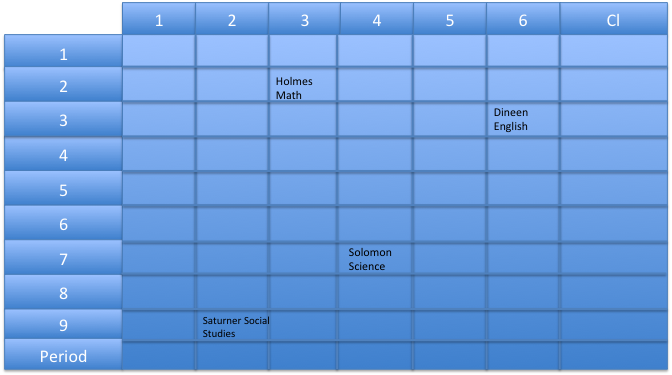 1 2 3 4 5 6 Cl
1
2 Holmes
Math
3 Dineen
English
4
5
6
7 Solomon
Science
8
9 Saturner Social
Studies
Period